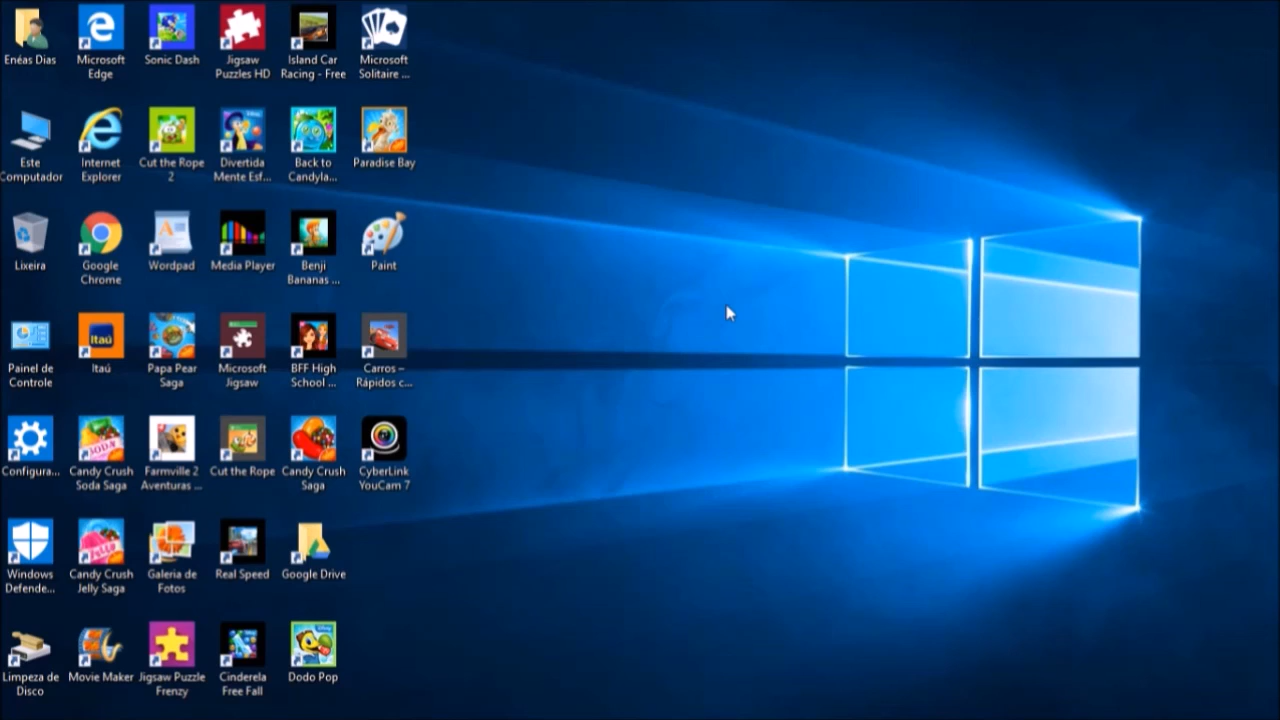 Enéas Dias
Microsoft
Edge
Sonic Dash
Jigsaw
Puzzles HD
Island Car
Racing - Free
Microsoft
Solitaire ...
Este
Computador
Internet
Explorer
Cut the Rope
2
Divertida
Mente Esf...
Back to
Candyla...
Paradise Bay
Lixeira
Google
Chrome
Wordpad
Media Player
Benji
Bananas ...
Paint
Painel de
Controle
Itaú
Itaú
Papa Pear
Saga
Microsoft
Jigsaw
BFF High
School ...
Carros –
Rápidos c...
Configura...
SODA
Candy Crush
Soda Saga
Farmville 2
Aventuras ...
Cut the Rope
Candy Crush
Saga
CyberLink
YouCam 7
Windows
Defende...
JELLY
Candy Crush
Jelly Saga
Galeria de
Fotos
Real Speed
Google Drive
Limpeza de
Disco
Movie Maker
Jigsaw Puzzle
Frenzy
Cinderela
Free Fall
Dodo Pop